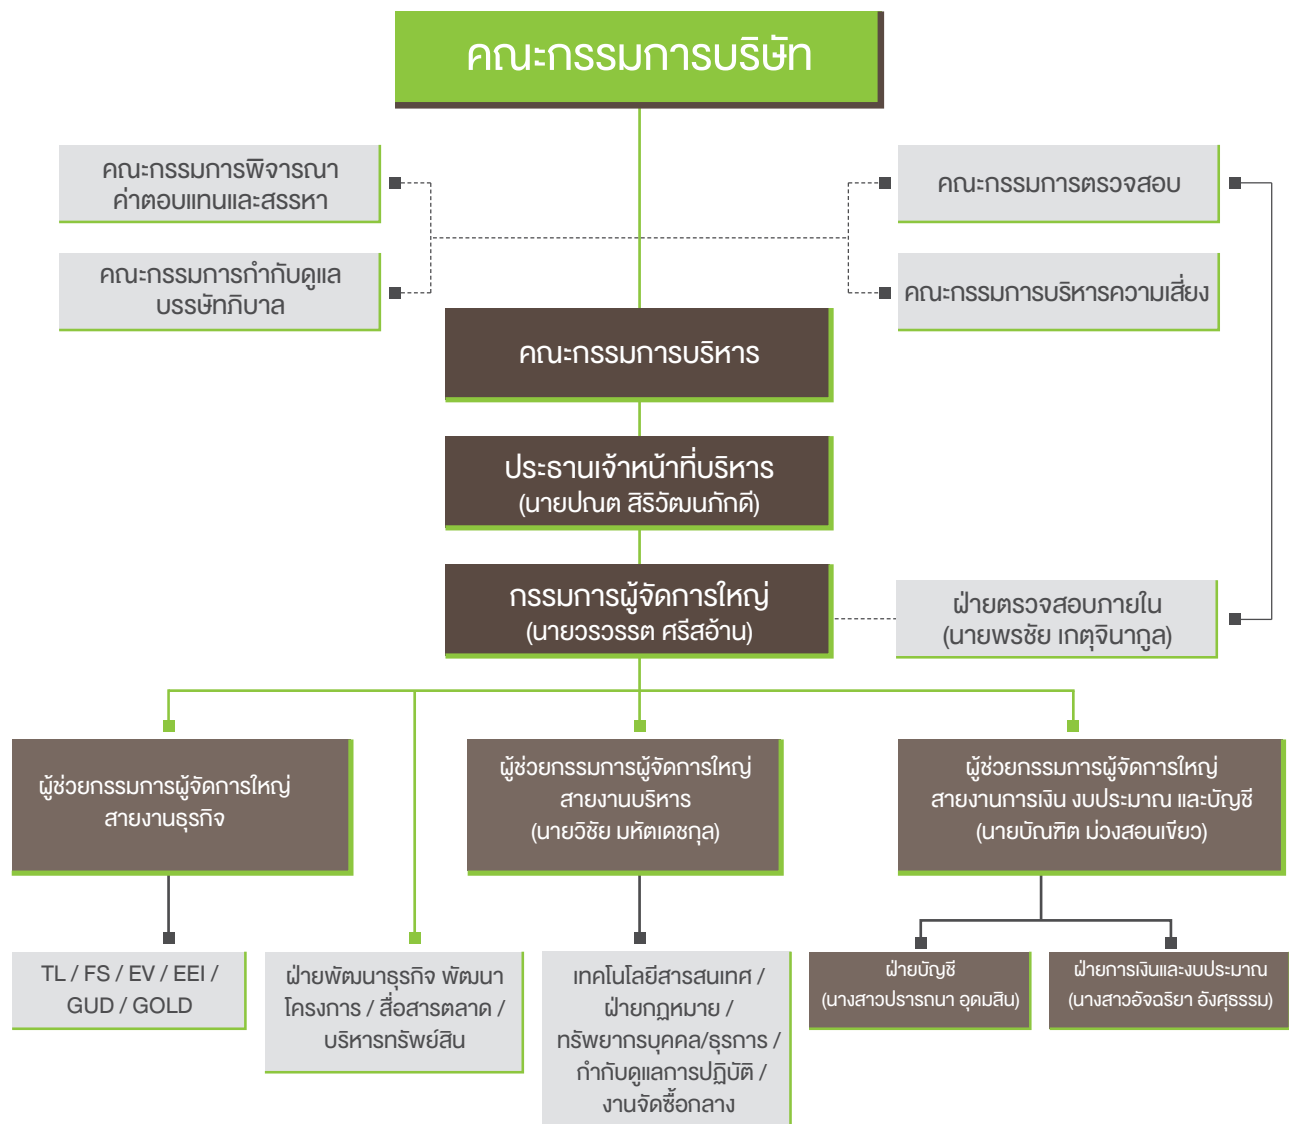 คณะกรรมการบริษัท
คณะกรรมการพิจารณา
ค่าตอบแทนและสรรหา
คณะกรรมการตรวจสอบ
คณะกรรมการกำกับดูแล
บรรษัทภิบาล
คณะกรรมการบริหารความเสี่ยง
คณะกรรมการบริหาร
ประธานเจ้าหน้าที่บริหาร
(นายปณต สิริวัฒนภักดี)
กรรมการผู้จัดการใหญ่
(นายวรวรรต ศรีสอ้าน)
ฝ่ายตรวจสอบภายใน
(นายพรชัย เกตุจินากูล)
ผู้ช่วยกรรมการผู้จัดการใหญ่
สายงานธุรกิจ
ผู้ช่วยกรรมการผู้จัดการใหญ่
สายงานบริหาร
(นายวิชัย มหัตเดชกุล)
ผู้ช่วยกรรมการผู้จัดการใหญ่
สายงานการเงิน งบประมาณ และบัญชี
(นายบัณฑิต ม่วงสอนเขียว)
TL / FS / EV / EEI /
GUD / GOLD
ฝ่ายพัฒนาธุรกิจ พัฒนา
โครงการ / สื่อสารตลาด /
บริหารทรัพย์สิน
เทคโนโลยีสารสนเทศ /
ฝ่ายกฎหมาย /
ทรัพยากรบุคคล/ธุรการ /
กำกับดูแลการปฏิบัติ /
งานจัดซื้อกลาง
ฝ่ายบัญชี
(นางสาวปรารถนา อุดมสิน)
ฝ่ายการเงินและงบประมาณ
(นางสาวอัจฉริยา อังศุธรรม)